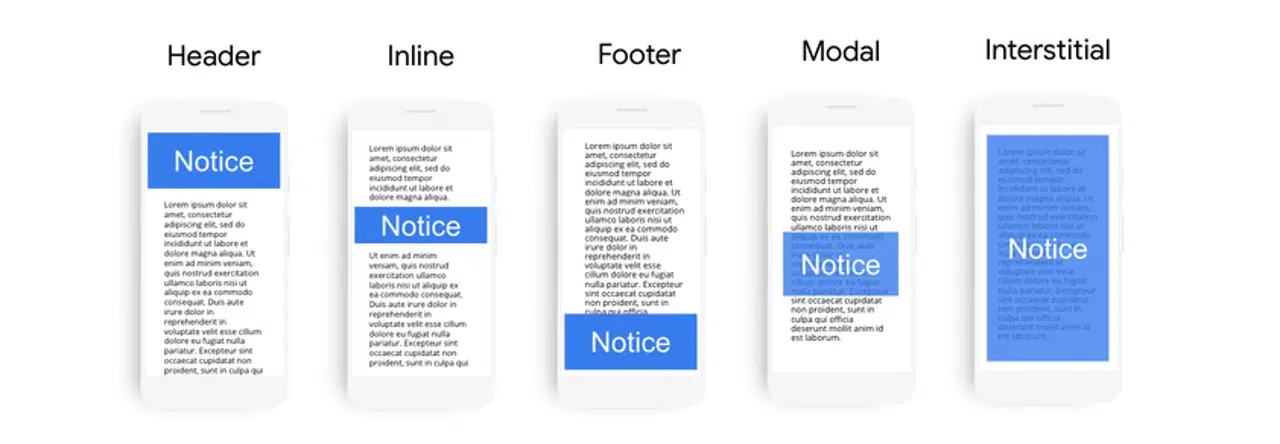 Header
Notice
Lorem ipsum dolor sit
amet, consectetur
adipiscing elit, sed do
eiusmod tempor
incididunt ut labore et
dolore magna aliqua. Ut
enim ad minim veniam,
quis nostrud exercitation
ullamco laboris nisi ut
aliquip ex ea commodo
consequat. Duis aute
irure dolor in
reprehenderit in
voluptate velit esse cillum
dolore eu fugiat nulla
pariatur. Excepteur sint
occaecat cupidatat non
proident, sunt in culpa qui
Inline
Lorem ipsum dolor sit
amet, consectetur
adipiscing elit, sed do
eiusmod tempor
incididunt ut labore et
dolore magna aliqua.
Notice
Ut enim ad minim
veniam, quis nostrud
exercitation ullamco
laboris nisi ut aliquip ex
ea commodo consequat.
Duis aute irure dolor in
reprehenderit in
voluptate velit esse cillum
dolore eu fugiat nulla
pariatur. Excepteur sint
occaecat cupidatat non
proident, sunt in culpa qui
Footer
Lorem ipsum dolor sit
amet, consectetur
adipiscing elit, sed do
eiusmod tempor
incididunt ut labore et
dolore magna aliqua. Ut
enim ad minim veniam,
quis nostrud exercitation
ullamco laboris nisi ut
aliquip ex ea commodo
consequat. Duis aute
irure dolor in
reprehenderit in
voluptate velit esse
cillum dolore eu fugiat
nulla pariatur. Excepteur
sint occaecat cupidatat
non proident, sunt in
culpa qui officia
Notice
Modal
Lorem ipsum dolor sit
amet, consectetur
adipiscing elit, sed do
eiusmod tempor
incididunt ut labore et
dolore magna aliqua. Ut
enim ad minim veniam,
quis nostrud exercitation
ullamco laboris nisi ut
aliquip ex ea commodo
consequat. Duis aute
Notice
nulla pariatur. Excepteur
sint occaecat cupidatat
non proident, sunt in
culpa qui officia
deserunt mollit anim id
est laborum.
Interstitial
Lorem ipsum dolor sit
amet, consectetur
adipiscing elit, sed do
eiusmod tempor
incididunt ut labore et
dolore magna aliqua. Ut
enim ad minim veniam,
quis nostrud exercitation
ullamco laboris nisi ut
aliquip ex ea commodo
Notice
reprehenderit in
voluptate velit esse
cillum dolore eu fugiat
nulla pariatur. Excepteur
sint occaecat cupidatat
non proident, sunt in
culpa qui officia
deserunt mollit anim id
est laborum.